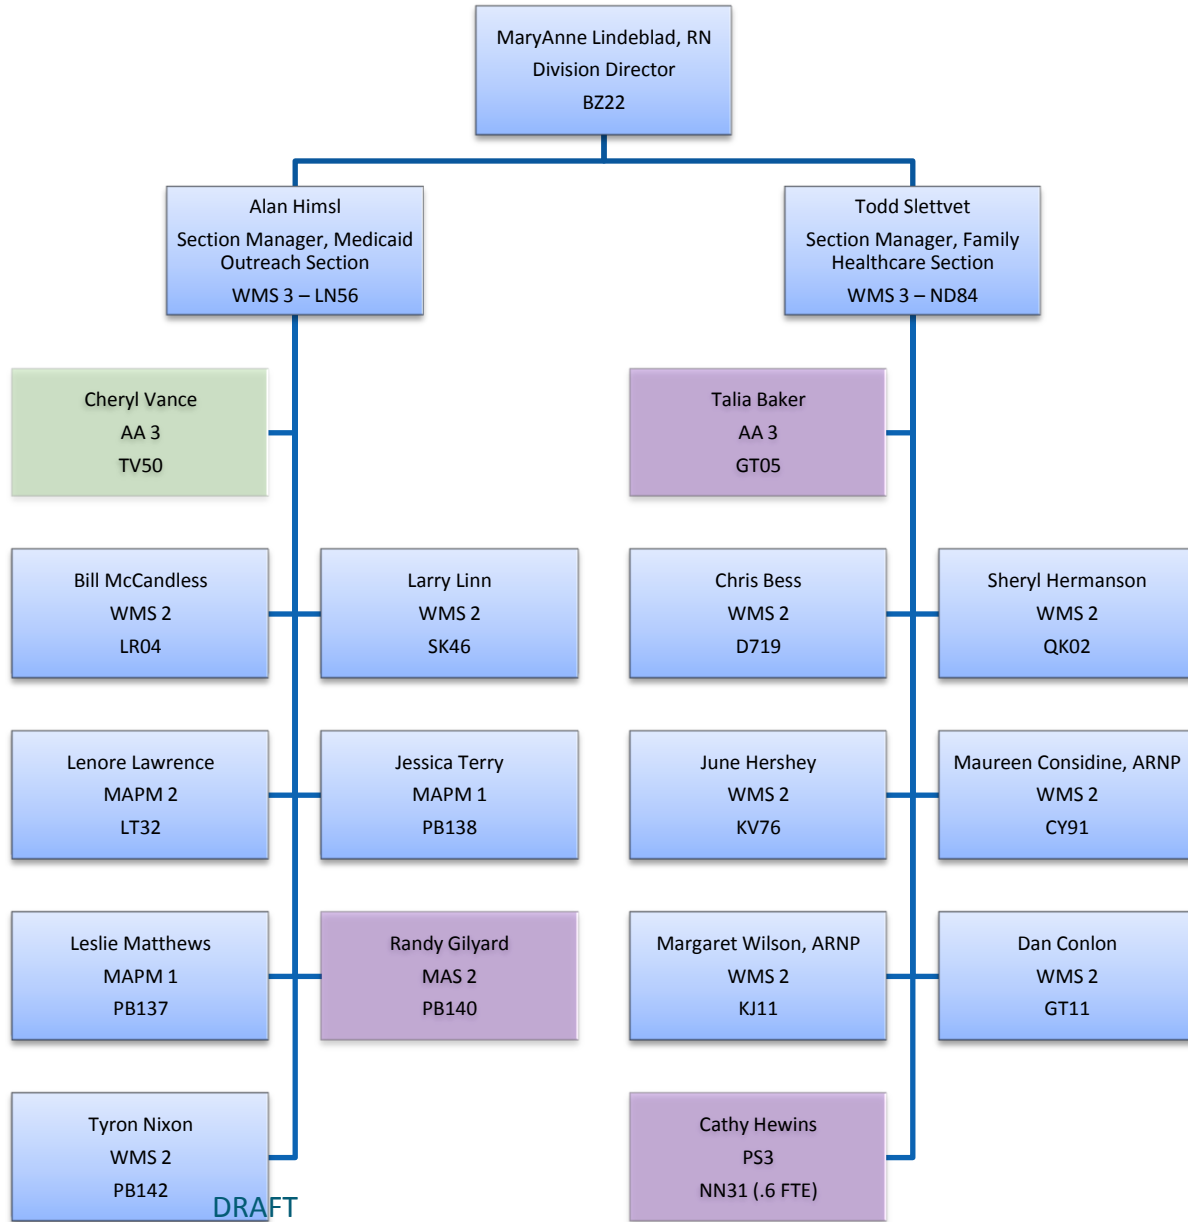 MaryAnne Lindeblad, RN
Division Director
BZ22
Alan Himsl
Section Manager, Medicaid
Outreach Section
WMS 3 – LN56
Todd Slettvet
Section Manager, Family
Healthcare Section
WMS 3 – ND84
Cheryl Vance
AA 3
TV50
Talia Baker
AA 3
GT05
Bill McCandless
WMS 2
LR04
Larry Linn
WMS 2
SK46
Chris Bess
WMS 2
D719
Sheryl Hermanson
WMS 2
QK02
Lenore Lawrence
MAPM 2
LT32
Jessica Terry
MAPM 1
PB138
June Hershey
WMS 2
KV76
Maureen Considine, ARNP
WMS 2
CY91
Leslie Matthews
MAPM 1
PB137
Randy Gilyard
MAS 2
PB140
Margaret Wilson, ARNP
WMS 2
KJ11
Dan Conlon
WMS 2
GT11
Tyron Nixon
WMS 2
PB142
Cathy Hewins
PS3
NN31 (.6 FTE)
DRAFT